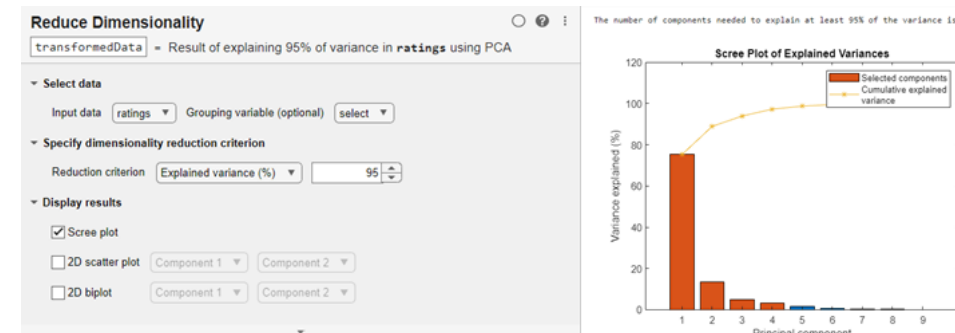 Reduce Dimensionality
transformedData = Result of explaining 95% of variance in ratings using PCA
Select data
Input data ratings Grouping variable (optional) select
Specify dimensionality reduction criterion
Reduction criterion Explained variance (%) 95
Display results
Scree plot
2D scatter plot Component 1 Component 2
2D biplot Component 1 Component 2
The number of components needed to explain at least 95% of the variance is
Scree Plot of Explained Variances
120
Selected components
Cumulative explained
variance
100
80
60
40
20
0
Variance explained (%)
1 2 3 4 5 6 7 8 9
Principal component